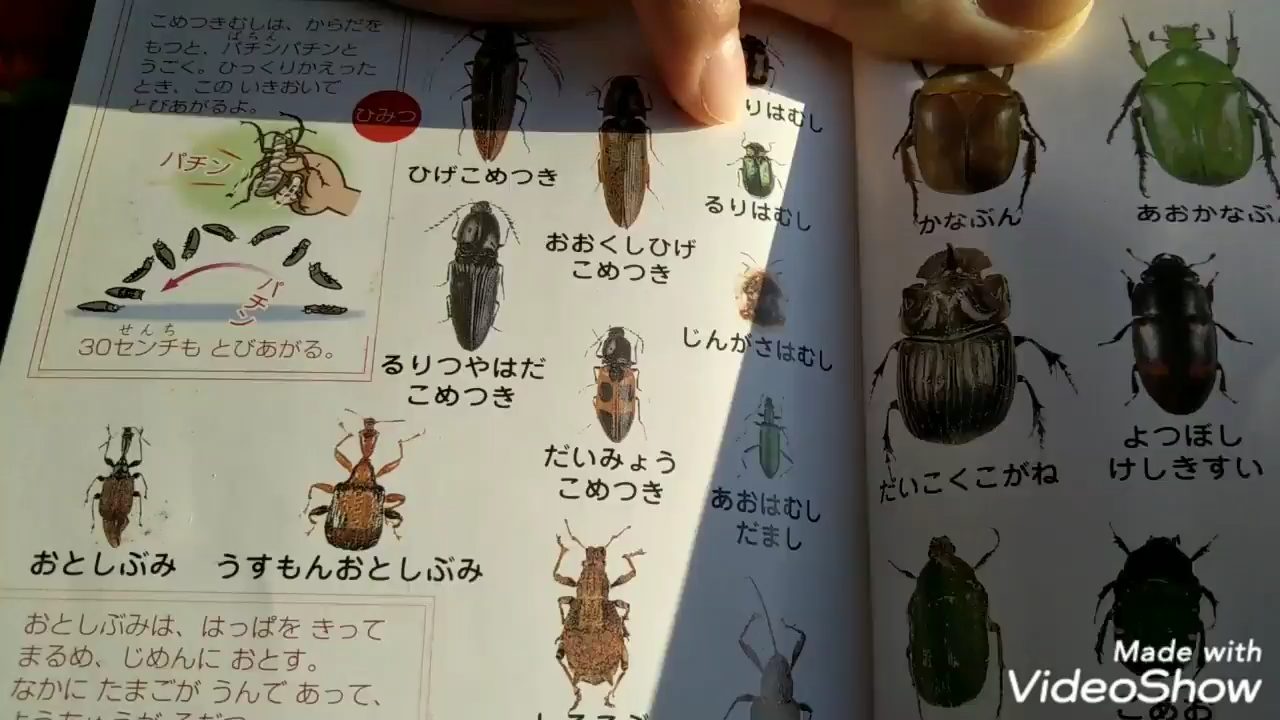 こめつきむしは、からだを
もつと、パチンパチンと
うごく。ひっくりかえった
とき、この いきおいで
とびあがるよ。
ひみつ
パチン
パチン
せんち
30センチも とびあがる。
ひげこめつき
おおくしひげ
こめつき
りはむし
るりはむし
るりつやはだ
こめつき
じんがさはむし
だいみょう
こめつき
あおはむし
だまし
おとしぶみ
うすもんおとしぶみ
おとしぶみは、はっぱを きって
まるめ、じめんに おとす。
なかに たまごが うんで あって、
かなぶん
あおかなぶ
だいこくこがね
よつぼし
けしきすい
Made with
VideoShow